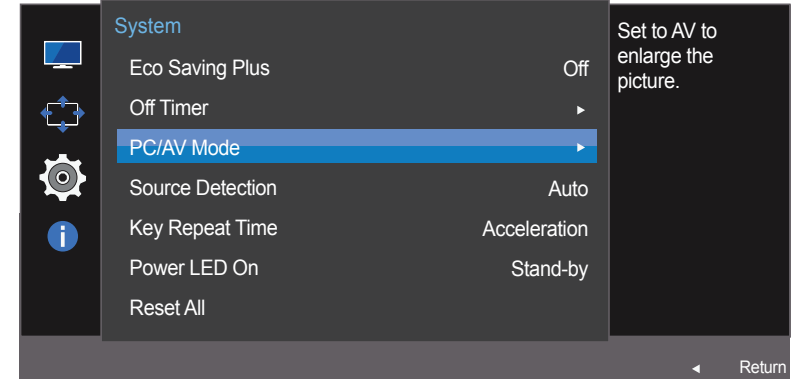 System
Eco Saving Plus Off
Off Timer ►
PC/AV Mode ►
Source Detection Auto
Key Repeat Time Acceleration
Power LED On Stand-by
Reset All
Set to AV to
enlarge the
picture.
◄ Return